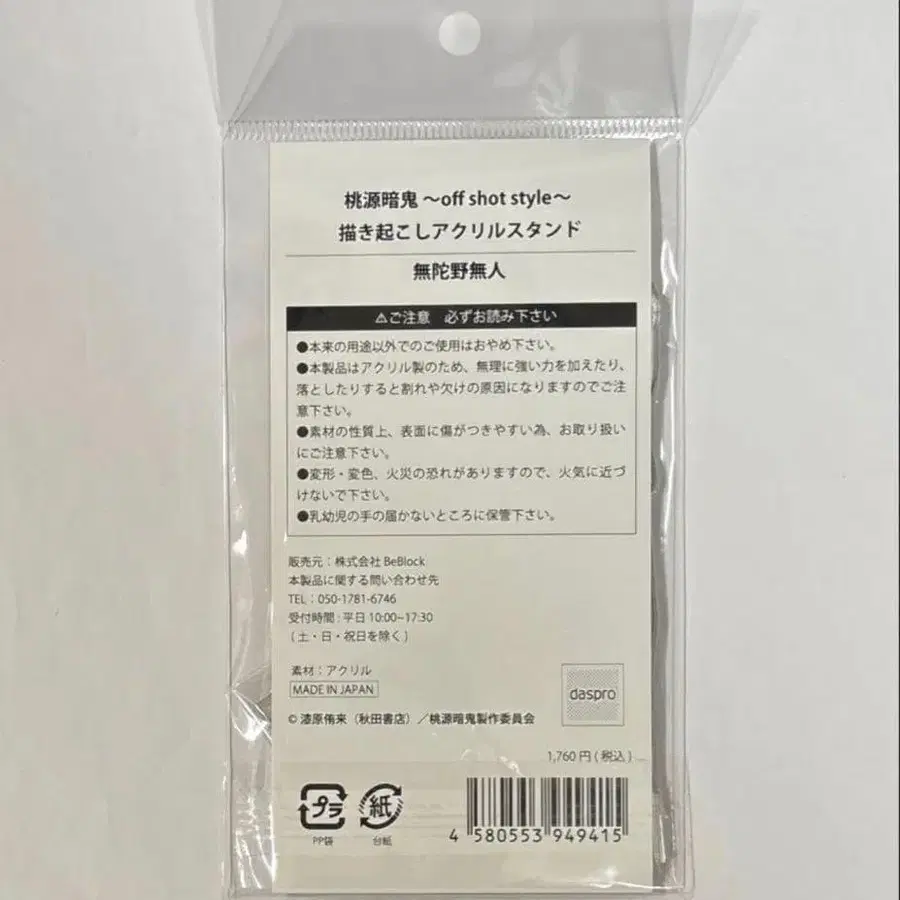 桃源暗鬼 〜off shot style〜
描き起こしアクリルスタンド
無陀野無人
⚠ご注意　必ずお読み下さい
●本来の用途以外でのご使用はおやめ下さい。
●本製品はアクリル製のため、無理に強い力を加えたり、
落としたりすると割れや欠けの原因になりますのでご注
意下さい。
●素材の性質上、表面に傷がつきやすい為、お取り扱い
にご注意下さい。
●変形・変色、火災の恐れがありますので、火気に近づ
けないで下さい。
●乳幼児の手の届かないところに保管下さい。
販売元：株式会社 BeBlock
本製品に関する問い合わせ先
TEL：050-1781-6746
受付時間：平日 10:00~17:30
(土・日・祝日を除く)
素材：アクリル
MADE IN JAPAN
daspro
© 漆原侑来（秋田書店）／桃源暗鬼製作委員会
1,760 円 ( 税込 )
プラ
PP袋
紙
台紙
4 580553 949415